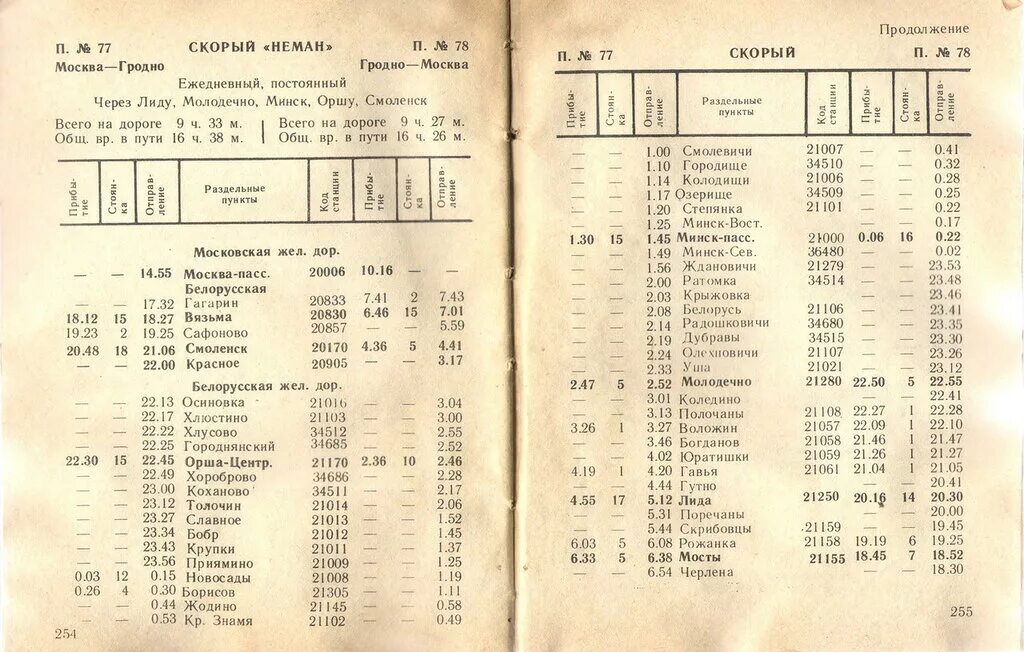 П. № 77 СКОРЫЙ «НЕМАН» П. № 78
Москва—Гродно Гродно—Москва
Ежедневный, постоянный
Через Лиду, Молодечно, Минск, Оршу, Смоленск
Всего на дороге 9 ч. 33 м. | Всего на дороге 9 ч. 27 м.
Общ. вр. в пути 16 ч. 38 м. | Общ. вр. в пути 16 ч. 26 м.
Прибытие Стоянка Отправление Раздельные пункты Код станции Прибытие Стоянка Отправление
Московская жел. дор.
— — 14.55 Москва-пасс. 20006 10.16 — —
Белорусская
— — 17.32 Гагарин 20833 7.41 2 7.43
18.12 15 18.27 Вязьма 20830 6.46 15 7.01
19.23 2 19.25 Сафоново 20857 — — 5.59
20.48 18 21.06 Смоленск 20170 4.36 5 4.41
— — 22.00 Красное 20905 — — 3.17
Белорусская жел. дор.
— — 22.13 Осиновка 21016 — — 3.04
— — 22.17 Хлюстино 21103 — — 3.00
— — 22.22 Хлусово 34512 — — 2.55
— — 22.25 Городнянский 34685 — — 2.52
22.30 15 22.45 Орша-Центр. 21170 2.36 10 2.46
— — 22.49 Хороброво 34686 — — 2.28
— — 23.00 Коханово 34511 — — 2.17
— — 23.12 Толочин 21014 — — 2.06
— — 23.27 Славное 21013 — — 1.52
— — 23.34 Бобр 21012 — — 1.45
— — 23.43 Крупки 21011 — — 1.37
— — 23.56 Приямино 21009 — — 1.25
0.03 12 0.15 Новосады 21008 — — 1.19
0.26 4 0.30 Борисов 21305 — — 1.11
— — 0.44 Жодино 21145 — — 0.58
— — 0.53 Кр. Знамя 21102 — — 0.49
254
Продолжение
П. № 77 СКОРЫЙ П. № 78
Прибытие Стоянка Отправление Раздельные пункты Код станции Прибытие Стоянка Отправление
— — 1.00 Смолевичи 21007 — — 0.41
— — 1.10 Городище 34510 — — 0.32
— — 1.14 Колодищи 21006 — — 0.28
— — 1.17 Озерище 34509 — — 0.25
— — 1.20 Степянка 21101 — — 0.22
— — 1.25 Минск-Вост. — — 0.17
1.30 15 1.45 Минск-пасс. 21000 0.06 16 0.22
— — 1.49 Минск-Сев. 36480 — — 0.02
— — 1.56 Ждановичи 21279 — — 23.53
— — 2.00 Ратомка 34514 — — 23.48
— — 2.03 Крыжовка — — 23.46
— — 2.08 Беларусь 21106 — — 23.41
— — 2.14 Радошковичи 34680 — — 23.35
— — 2.19 Дубравы 34515 — — 23.30
— — 2.24 Олехновичи 21107 — — 23.26
— — 2.33 Уша 21021 — — 23.12
2.47 5 2.52 Молодечно 21280 22.50 5 22.55
— — 3.01 Коледино — — 22.41
— — 3.13 Полочаны 21108 22.27 1 22.28
3.26 1 3.27 Воложин 21057 22.09 1 22.10
— — 3.46 Богданов 21058 21.46 1 21.47
— — 4.02 Юратишки 21059 21.26 1 21.27
4.19 1 4.20 Гавья 21061 21.04 1 21.05
— — 4.44 Гутно — — 20.41
4.55 17 5.12 Лида 21250 20.16 14 20.30
— — 5.31 Поречаны — — 20.00
— — 5.44 Скрибовцы 21159 — — 19.45
6.03 5 6.08 Рожанка 21158 19.19 6 19.25
6.33 5 6.38 Мосты 21155 18.45 7 18.52
— — 6.54 Черлена — — 18.30
255